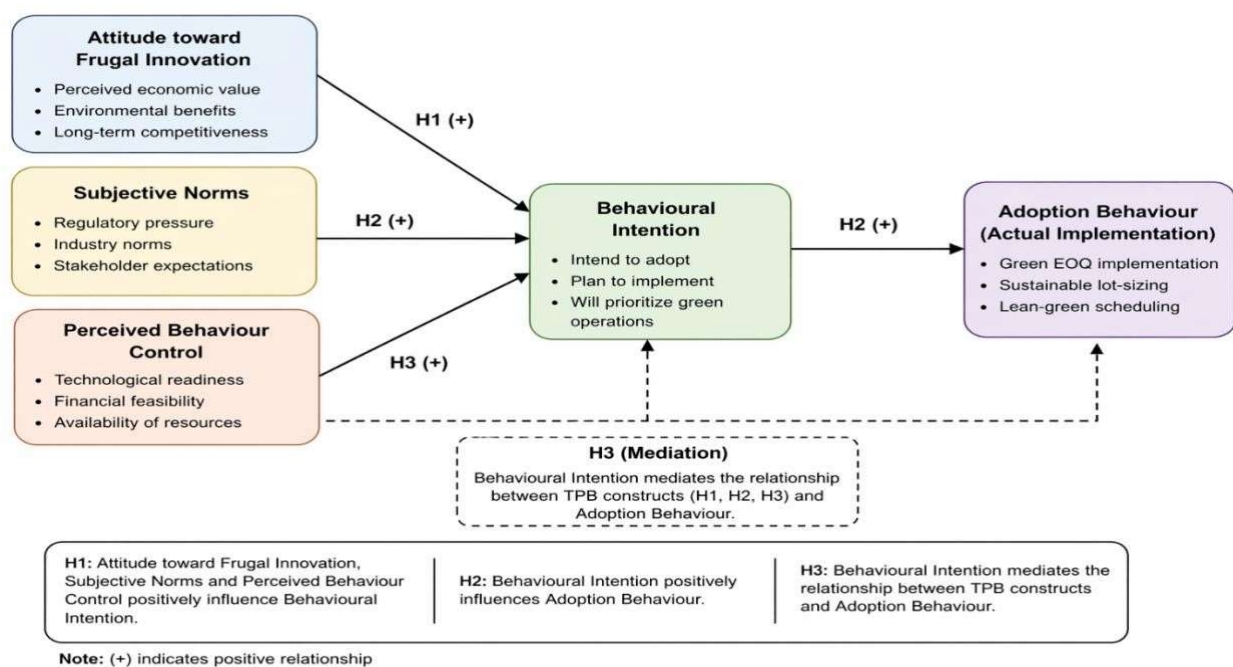 Attitude toward
Frugal Innovation
• Perceived economic value
• Environmental benefits
• Long-term competitiveness
H1 (+)
Subjective Norms
• Regulatory pressure
• Industry norms
• Stakeholder expectations
H2 (+)
Perceived Behaviour
Control
• Technological readiness
• Financial feasibility
• Availability of resources
H3 (+)
Behavioural
Intention
• Intend to adopt
• Plan to implement
• Will prioritize green
operations
H2 (+)
Adoption Behaviour
(Actual Implementation)
• Green EOQ implementation
• Sustainable lot-sizing
• Lean-green scheduling
H3 (Mediation)
Behavioural Intention mediates the relationship
between TPB constructs (H1, H2, H3) and
Adoption Behaviour.
H1: Attitude toward Frugal Innovation,
Subjective Norms and Perceived Behaviour
Control positively influence Behavioural
Intention.
H2: Behavioural Intention positively
influences Adoption Behaviour.
H3: Behavioural Intention mediates the
relationship between TPB constructs
and Adoption Behaviour.
Note: (+) indicates positive relationship